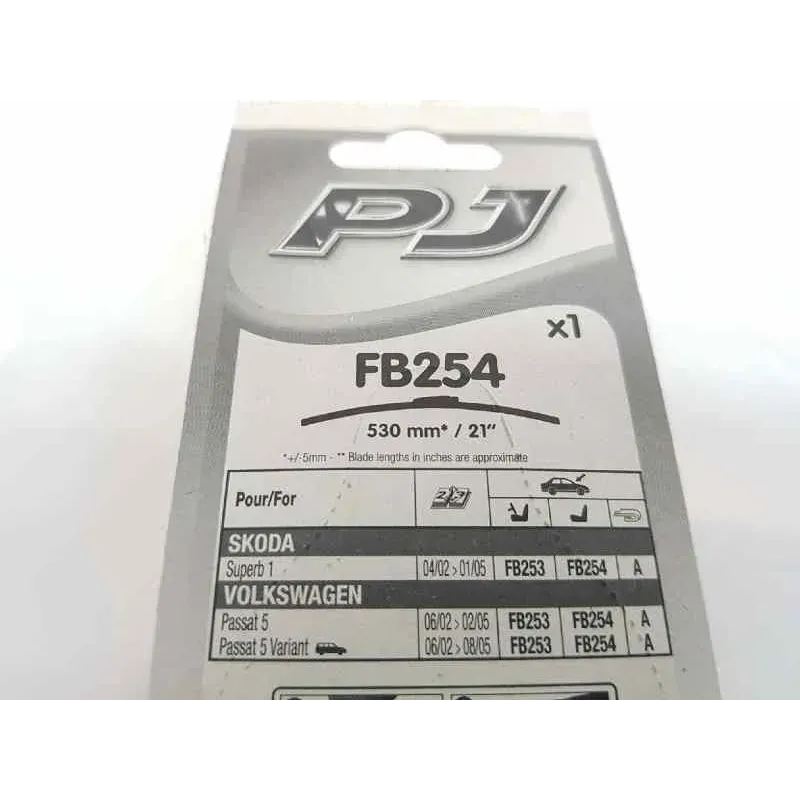 PJ
x1
FB254
530 mm* / 21"
*+/-5mm - ** Blade lengths in inches are approximate
Pour/For
SKODA
Superb 1 04/02 > 01/05 FB253 FB254 A
VOLKSWAGEN
Passat 5 06/02 > 02/05 FB253 FB254 A
Passat 5 Variant 06/02 > 08/05 FB253 FB254 A